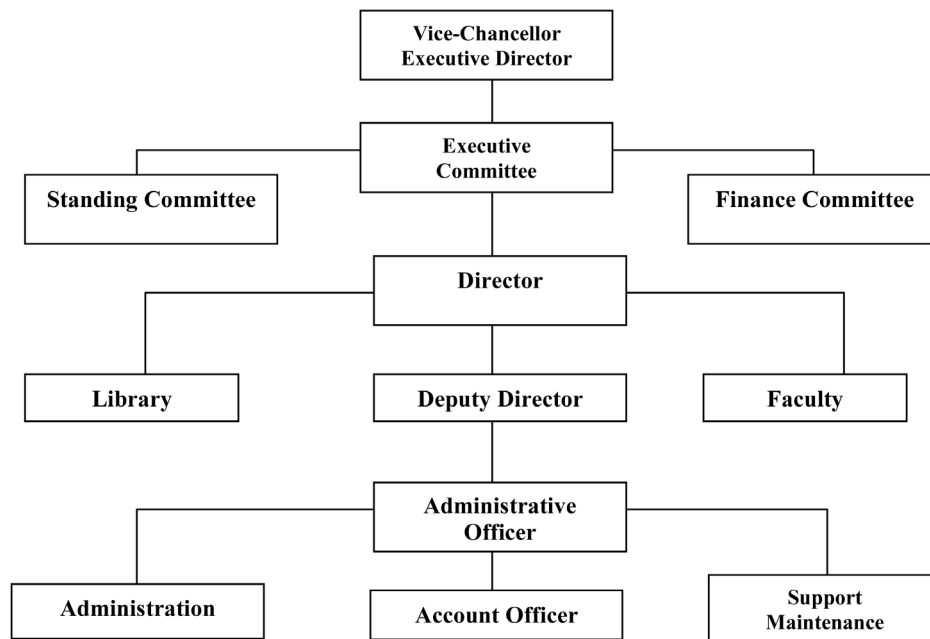 Vice-Chancellor
Executive Director
Executive
Committee
Standing Committee
Finance Committee
Director
Library
Deputy Director
Faculty
Administrative
Officer
Administration
Account Officer
Support
Maintenance